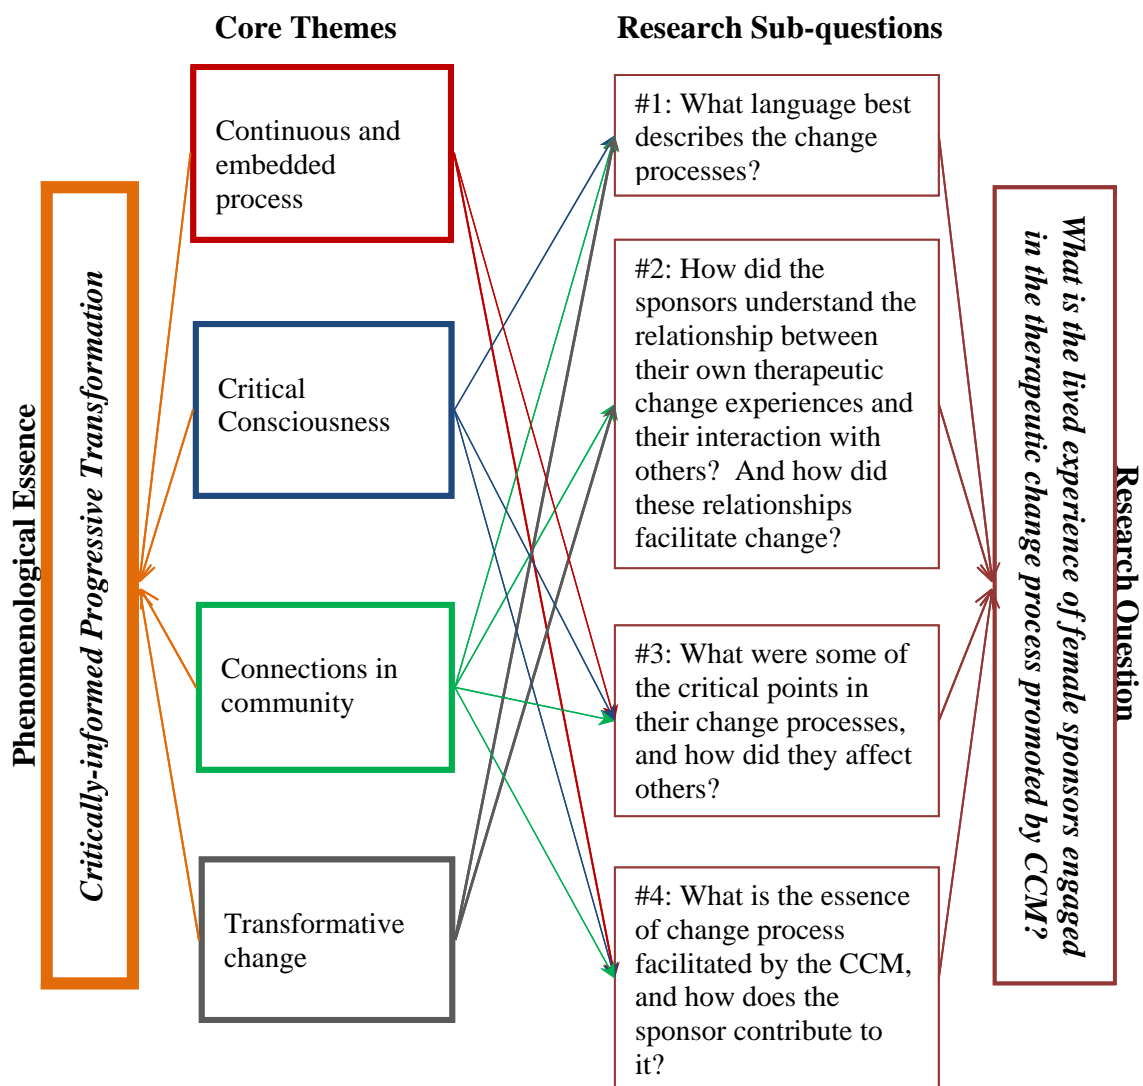 Core Themes
Research Sub-questions
Phenomenological Essence
Critically-informed Progressive Transformation
Continuous and
embedded
process
Critical
Consciousness
Connections in
community
Transformative
change
#1: What language best
describes the change
processes?
#2: How did the
sponsors understand the
relationship between
their own therapeutic
change experiences and
their interaction with
others?  And how did
these relationships
facilitate change?
#3: What were some of
the critical points in
their change processes,
and how did they affect
others?
#4: What is the essence
of change process
facilitated by the CCM,
and how does the
sponsor contribute to
it?
What is the lived experience of female sponsors engaged
in the therapeutic change process promoted by CCM?
Research Question